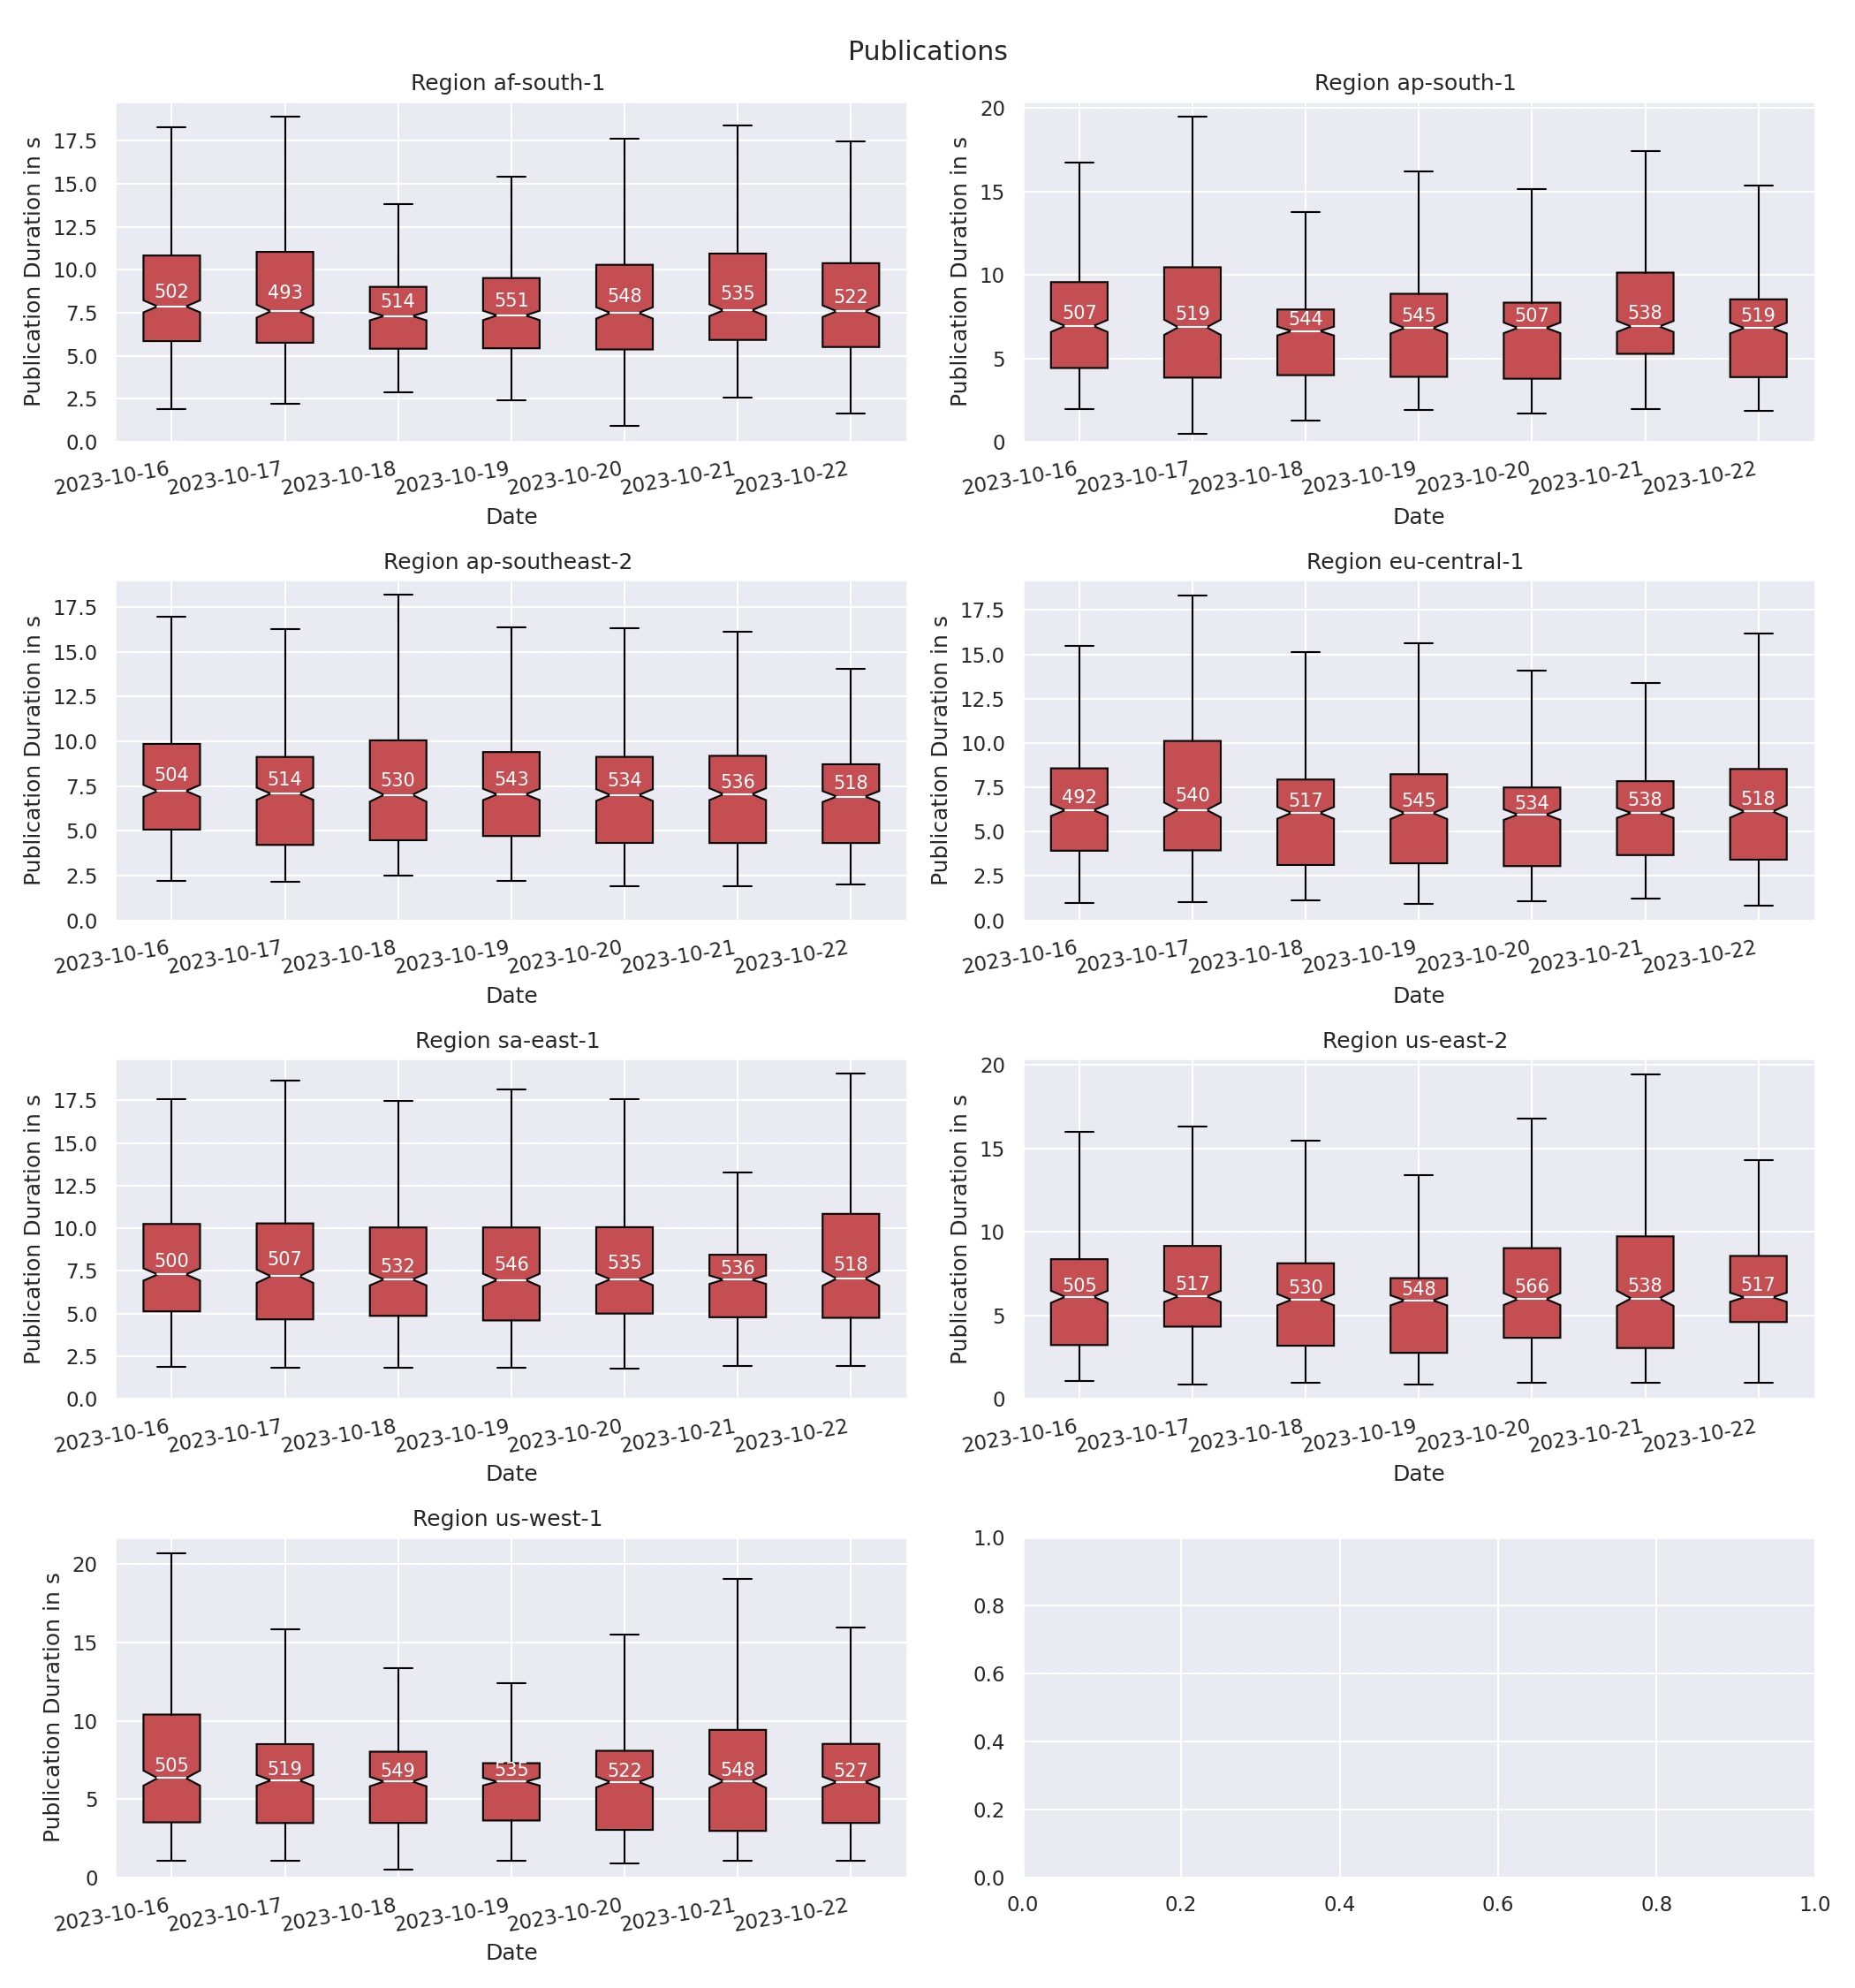 Publications
Region af-south-1
Publication Duration in s
17.5
15.0
12.5
10.0
7.5
5.0
2.5
0.0
502 493 514 551 548 535 522
2023-10-16 2023-10-17 2023-10-18 2023-10-19 2023-10-20 2023-10-21 2023-10-22
Date
Region ap-south-1
Publication Duration in s
20
15
10
5
0
507 519 544 545 507 538 519
2023-10-16 2023-10-17 2023-10-18 2023-10-19 2023-10-20 2023-10-21 2023-10-22
Date
Region ap-southeast-2
Publication Duration in s
17.5
15.0
12.5
10.0
7.5
5.0
2.5
0.0
504 514 530 543 534 536 518
2023-10-16 2023-10-17 2023-10-18 2023-10-19 2023-10-20 2023-10-21 2023-10-22
Date
Region eu-central-1
Publication Duration in s
17.5
15.0
12.5
10.0
7.5
5.0
2.5
0.0
492 540 517 545 534 538 518
2023-10-16 2023-10-17 2023-10-18 2023-10-19 2023-10-20 2023-10-21 2023-10-22
Date
Region sa-east-1
Publication Duration in s
17.5
15.0
12.5
10.0
7.5
5.0
2.5
0.0
500 507 532 546 535 536 518
2023-10-16 2023-10-17 2023-10-18 2023-10-19 2023-10-20 2023-10-21 2023-10-22
Date
Region us-east-2
Publication Duration in s
20
15
10
5
0
505 517 530 548 566 538 517
2023-10-16 2023-10-17 2023-10-18 2023-10-19 2023-10-20 2023-10-21 2023-10-22
Date
Region us-west-1
Publication Duration in s
20
15
10
5
0
505 519 549 535 522 548 527
2023-10-16 2023-10-17 2023-10-18 2023-10-19 2023-10-20 2023-10-21 2023-10-22
Date
1.0
0.8
0.6
0.4
0.2
0.0
0.0 0.2 0.4 0.6 0.8 1.0